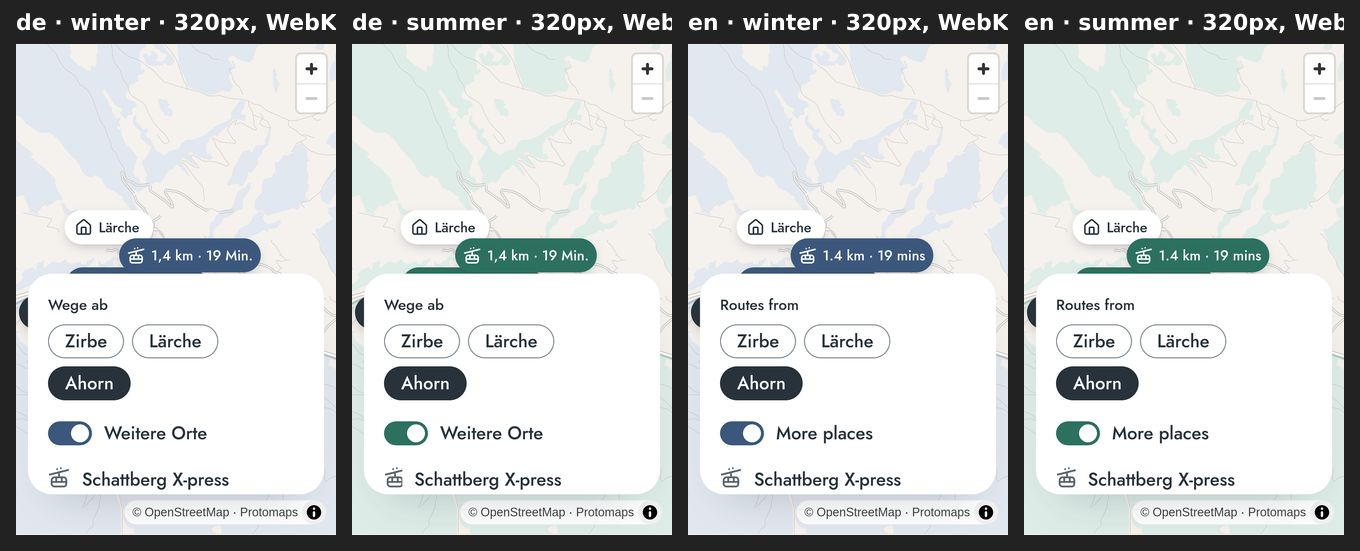 de · winter · 320px, WebK
+
−
Lärche
1,4 km · 19 Min.
Wege ab
Zirbe
Lärche
Ahorn
Weitere Orte
Schattberg X-press
© OpenStreetMap · Protomaps
de · summer · 320px, Web
+
−
Lärche
1,4 km · 19 Min.
Wege ab
Zirbe
Lärche
Ahorn
Weitere Orte
Schattberg X-press
© OpenStreetMap · Protomaps
en · winter · 320px, WebK
+
−
Lärche
1.4 km · 19 mins
Routes from
Zirbe
Lärche
Ahorn
More places
Schattberg X-press
© OpenStreetMap · Protomaps
en · summer · 320px, Web
+
−
Lärche
1.4 km · 19 mins
Routes from
Zirbe
Lärche
Ahorn
More places
Schattberg X-press
© OpenStreetMap · Protomaps